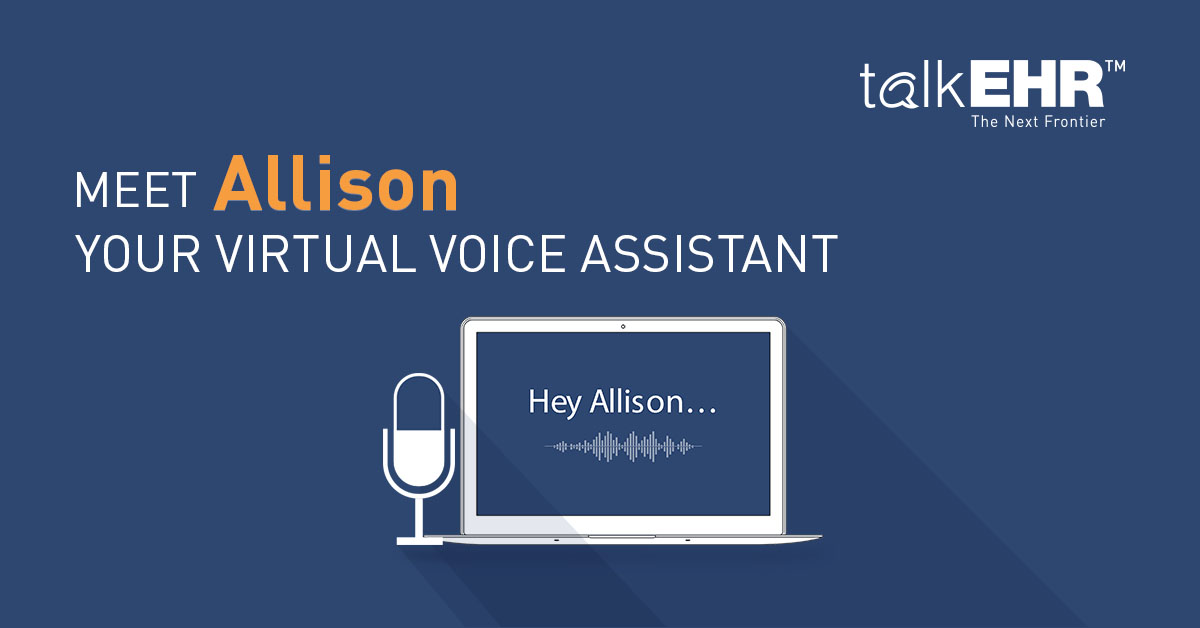 talkEHR™
The Next Frontier
MEET Allison
YOUR VIRTUAL VOICE ASSISTANT
Hey Allison...